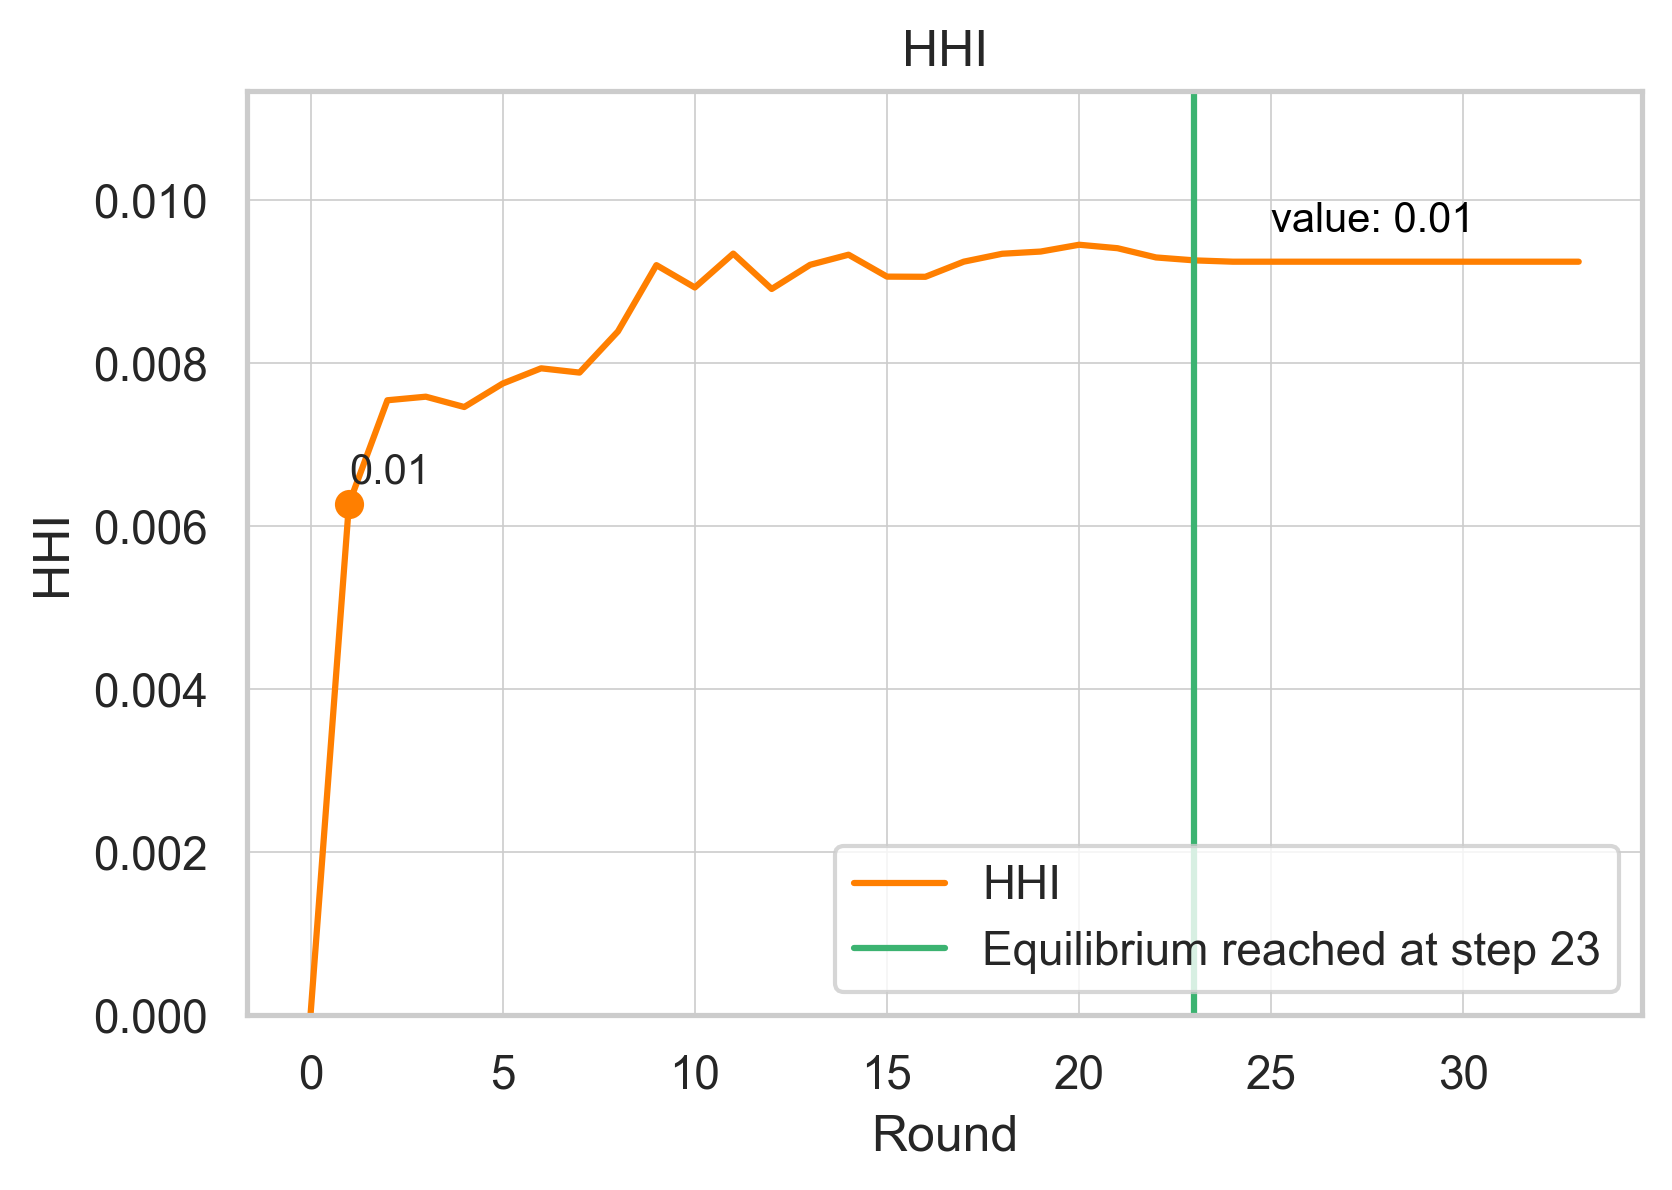 HHI
0.010
0.008
0.006
0.004
0.002
0.000
HHI
value: 0.01
0.01
HHI
Equilibrium reached at step 23
0 5 10 15 20 25 30
Round